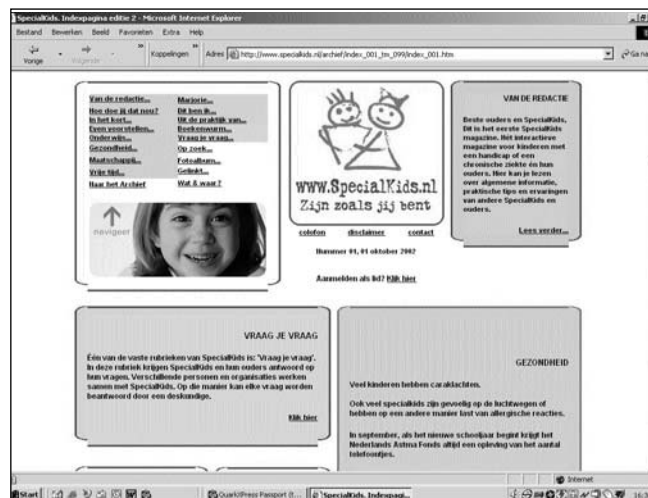 SpecialKids. Indexpagina editie 2 - Microsoft Internet Explorer
Bestand Bewerken Beeld Favorieten Extra Help
Vorige Volgende Koppelingen Adres http://www.specialkids.nl/archief/index_001_tm_099/index_001.htm Ga na
Van de redactie...
Hoe doe jij dat nou?
In het kort...
Even voorstellen...
Onderwijs...
Gezondheid...
Maatschappij...
Vrije tijd...
Naar het Archief
Marjorie...
Dit ben ik...
Uit de praktijk van...
Boekenwurm...
Vraag je vraag...
Op zoek...
Fotoalbum...
Gelinkt...
Wat & waar?
navigeer
www.SpecialKids.nl
Zijn zoals jij bent
colofon disclaimer contact
Nummer 01, 01 oktober 2002
Aanmelden als lid? Klik hier
VAN DE REDACTIE
Beste ouders en SpecialKids,
Dit is het eerste SpecialKids
magazine. Hét interactieve
magazine voor kinderen met
een handicap of een
chronische ziekte én hun
ouders. Hier kan je lezen
over algemene informatie,
praktische tips en ervaringen
van andere SpecialKids en
ouders.
Lees verder...
VRAAG JE VRAAG
Één van de vaste rubrieken van SpecialKids is: 'Vraag je vraag'.
In deze rubriek krijgen SpecialKids en hun ouders antwoord op
hun vragen. Verschillende personen en organisaties werken
samen met SpecialKids. Op die manier kan elke vraag worden
beantwoord door een deskundige.
Klik hier
GEZONDHEID
Veel kinderen hebben caraklachten.
Ook veel specialkids zijn gevoelig op de luchtwegen of
hebben op een andere manier last van allergische reacties.
In september, als het nieuwe schooljaar begint krijgt het
Nederlands Astma Fonds altijd een opleving van het aantal
telefoontjes.
Internet
Start QuarkXPress Passport (t... SpecialKids. Indexpagi...